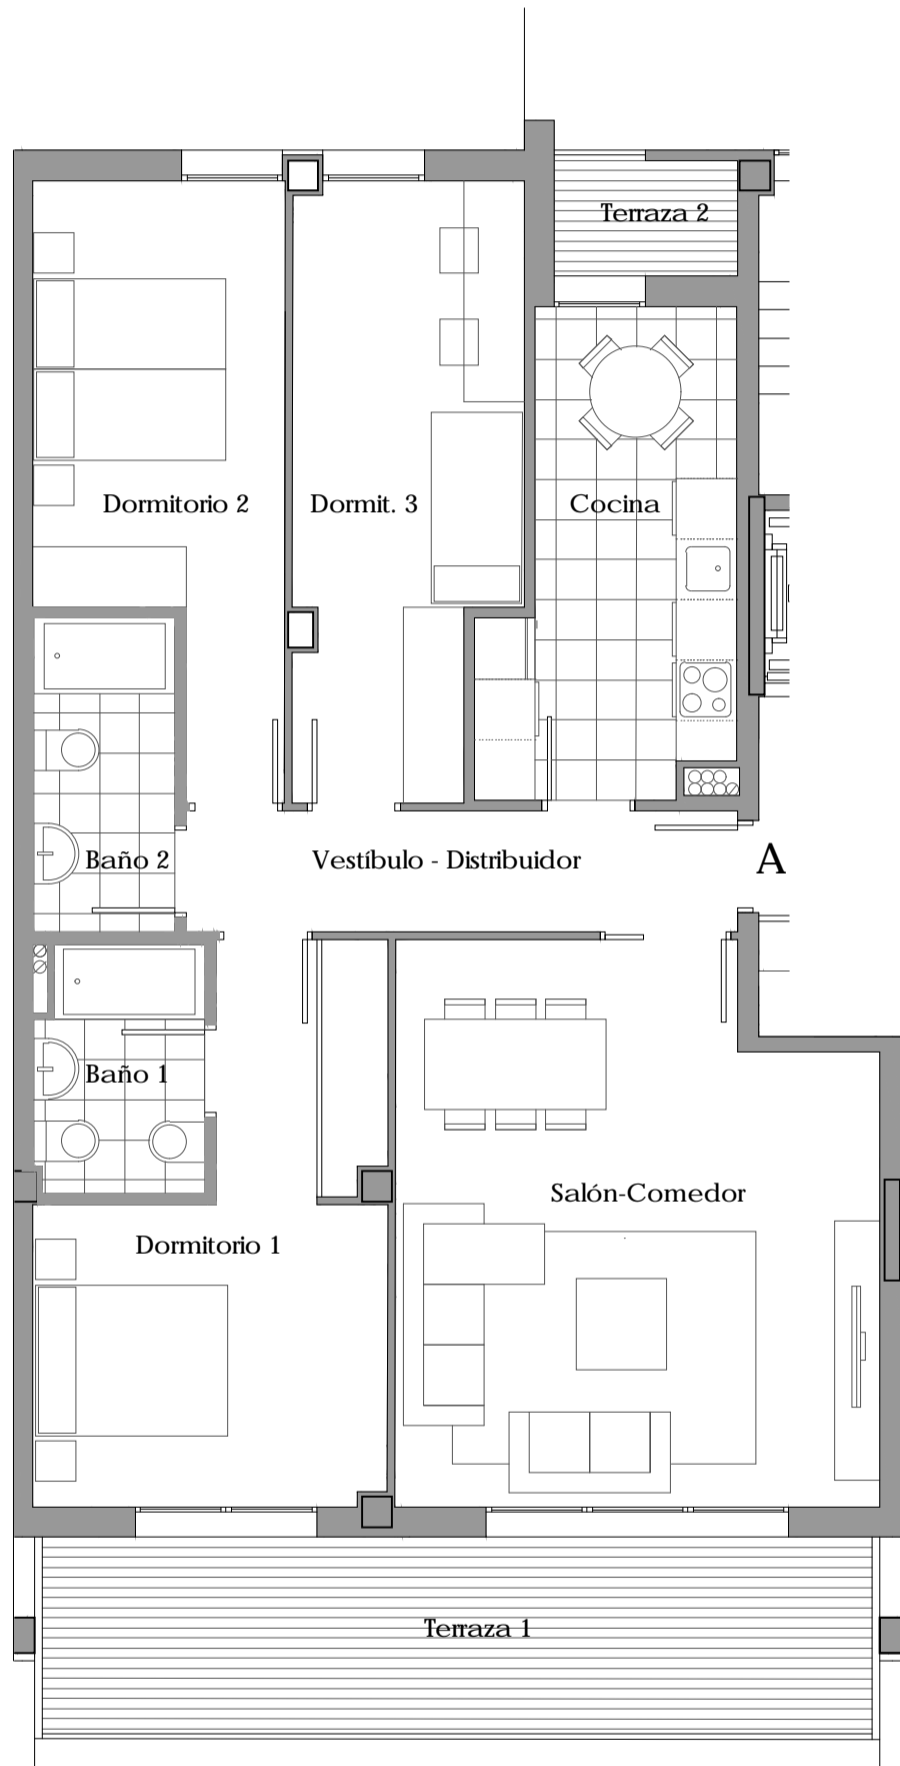 Terraza 2
Dormitorio 2
Dormit. 3
Cocina
Baño 2
Vestíbulo - Distribuidor
A
Baño 1
Salón-Comedor
Dormitorio 1
Terraza 1